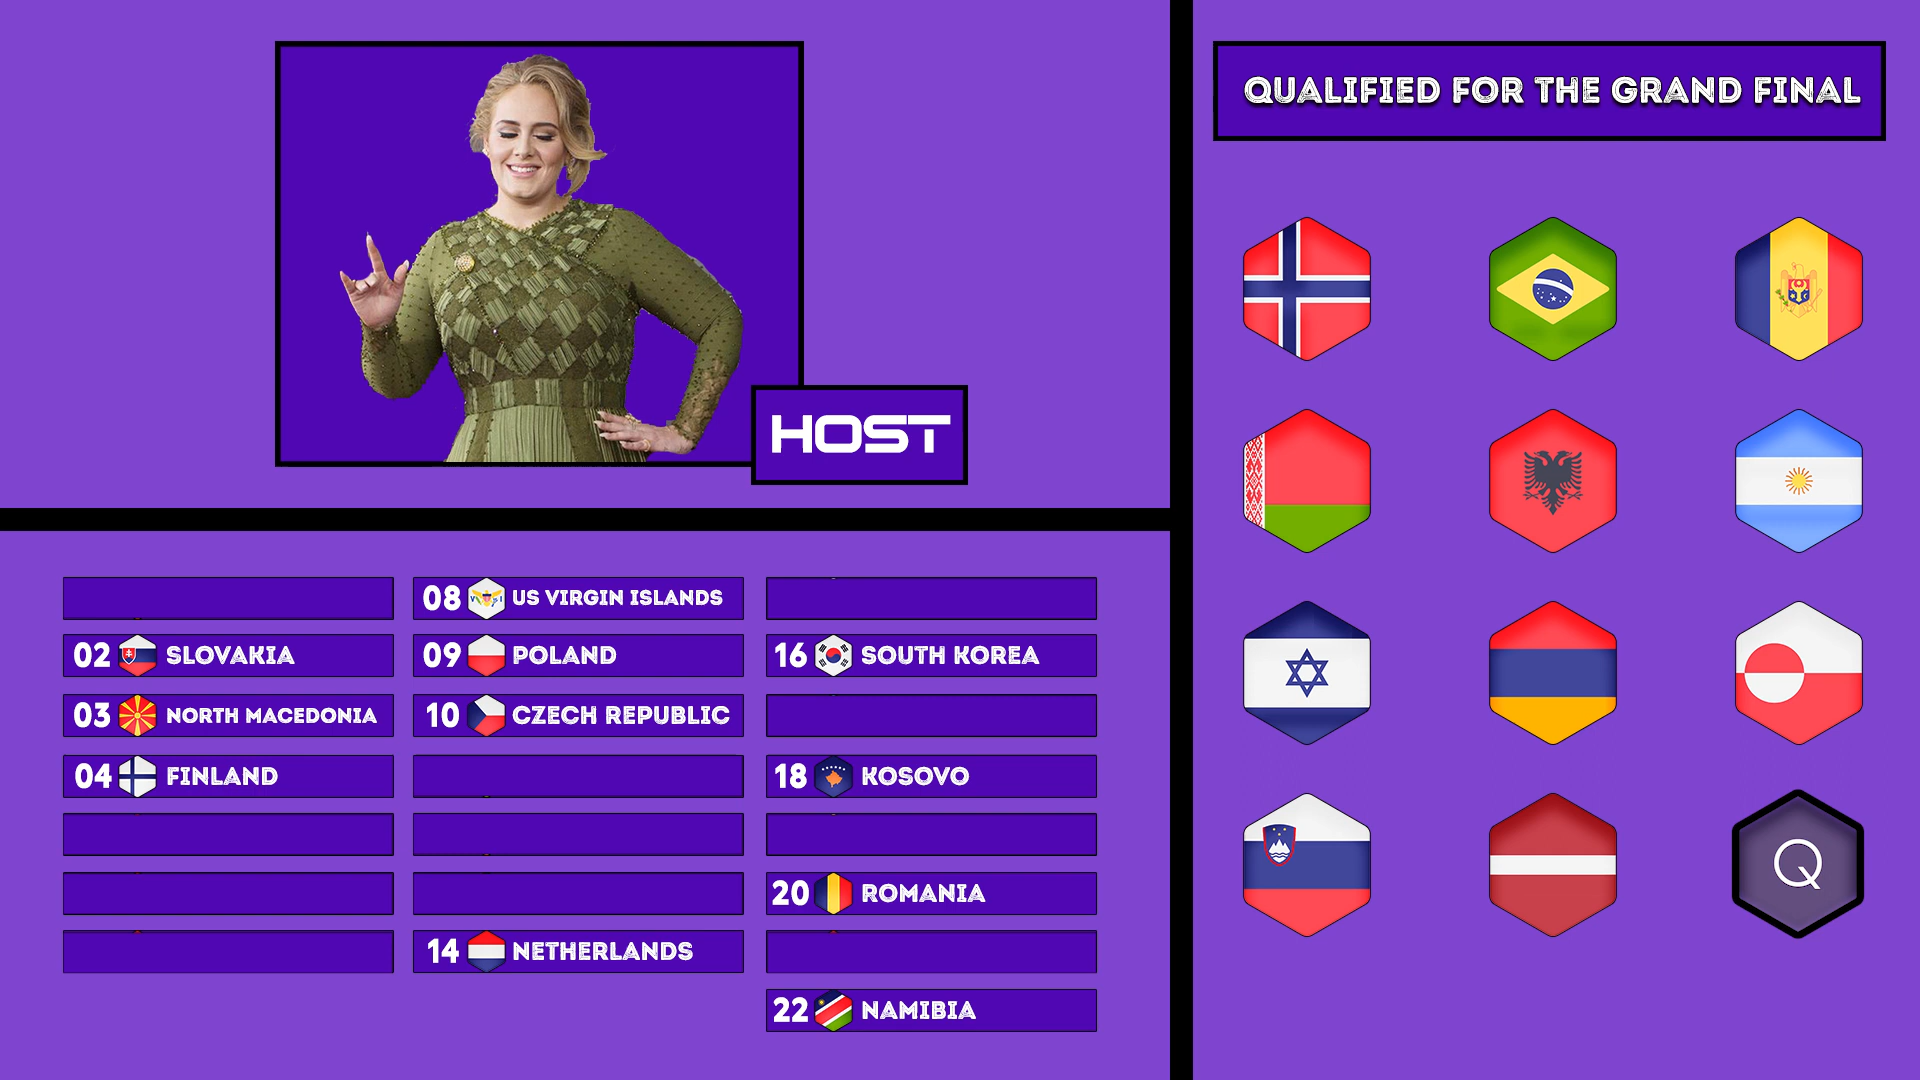 HOST
QUALIFIED FOR THE GRAND FINAL
02 SLOVAKIA
03 NORTH MACEDONIA
04 FINLAND
08 US VIRGIN ISLANDS
09 POLAND
10 CZECH REPUBLIC
14 NETHERLANDS
16 SOUTH KOREA
18 KOSOVO
20 ROMANIA
22 NAMIBIA
Q